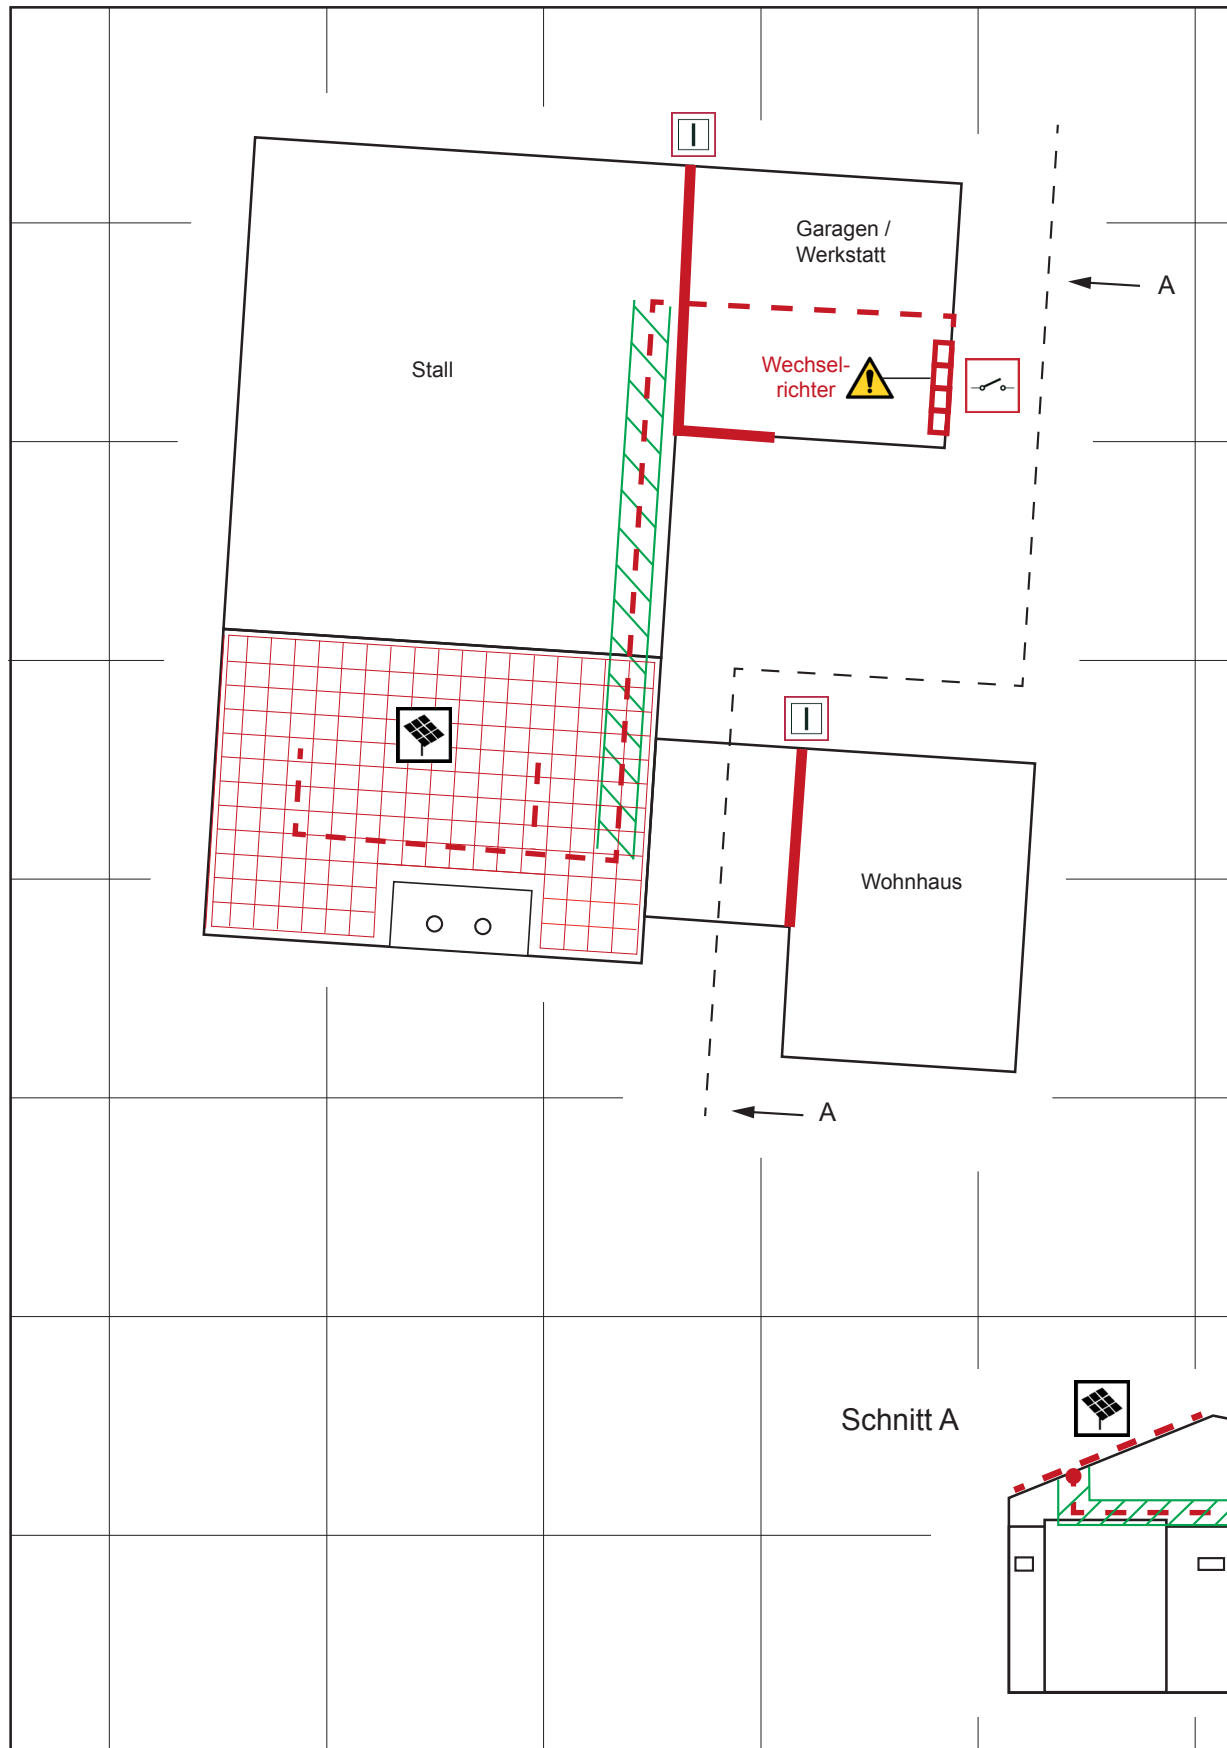 Garagen /
Werkstatt
A
Stall
Wechsel-
richter
Wohnhaus
A
Schnitt A